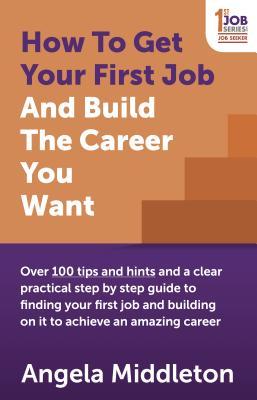 1ST
JOB
SERIES!
JOB SEEKER
How To Get
Your First Job
And Build
The Career
You
Want
Over 100 tips and hints and a clear
practical step by step guide to
finding your first job and building
on it to achieve an amazing career
Angela Middleton